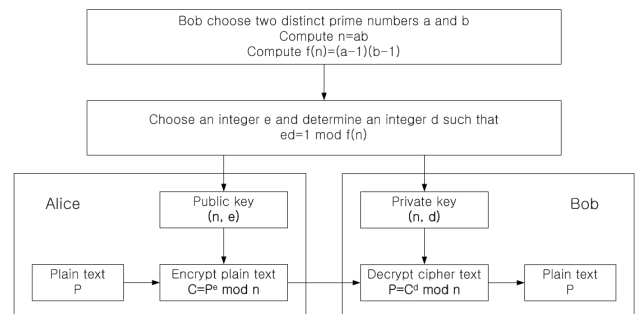 Bob choose two distinct prime numbers a and b
Compute n=ab
Compute f(n)=(a-1)(b-1)
Choose an integer e and determine an integer d such that
ed=1 mod f(n)
Alice
Public key
(n, e)
Private key
(n, d)
Bob
Plain text
P
Encrypt plain text
C=Pᵉ mod n
Decrypt cipher text
P=Cᵈ mod n
Plain text
P